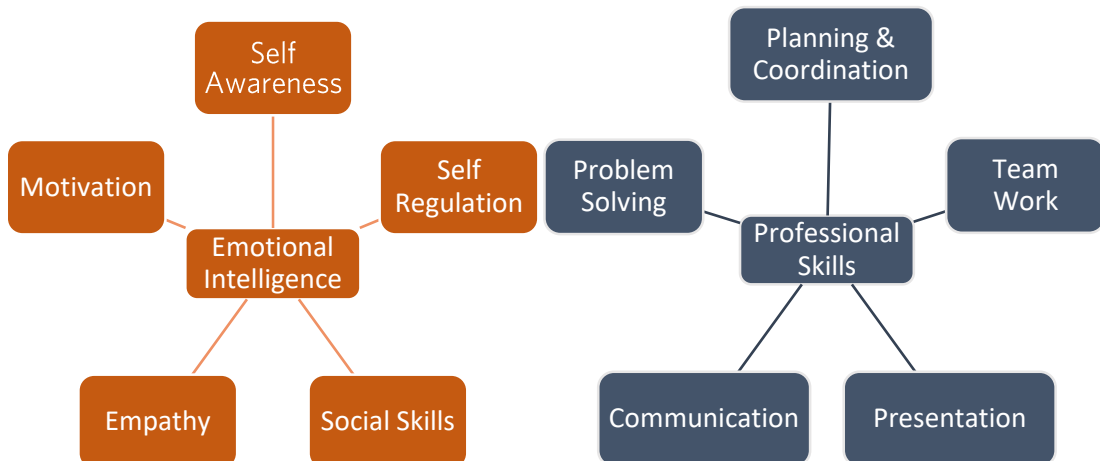 Self
Awareness
Motivation
Self
Regulation
Emotional
Intelligence
Empathy
Social Skills
Planning &
Coordination
Problem
Solving
Team
Work
Professional
Skills
Communication
Presentation